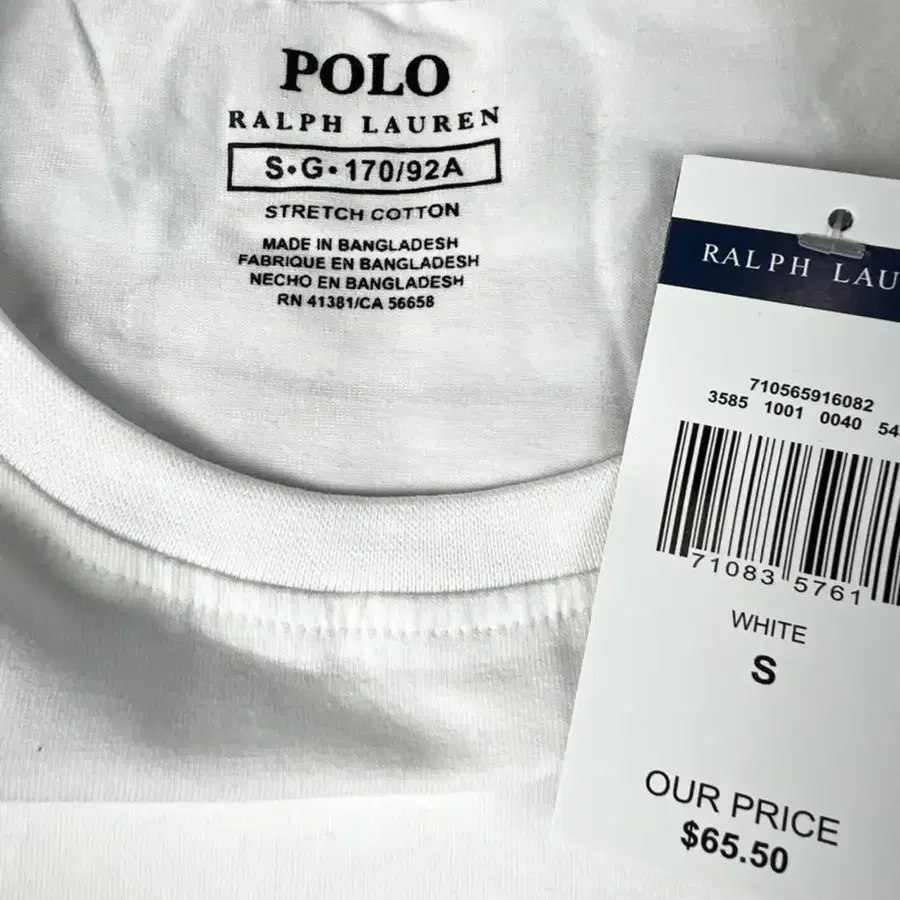 POLO
RALPH LAUREN
S•G•170/92A
STRETCH COTTON
MADE IN BANGLADESH
FABRIQUE EN BANGLADESH
NECHO EN BANGLADESH
RN 41381/CA 56658
RALPH LAU
710565916082
3585 1001 0040 54
71083 5761
WHITE
S
OUR PRICE
$65.50